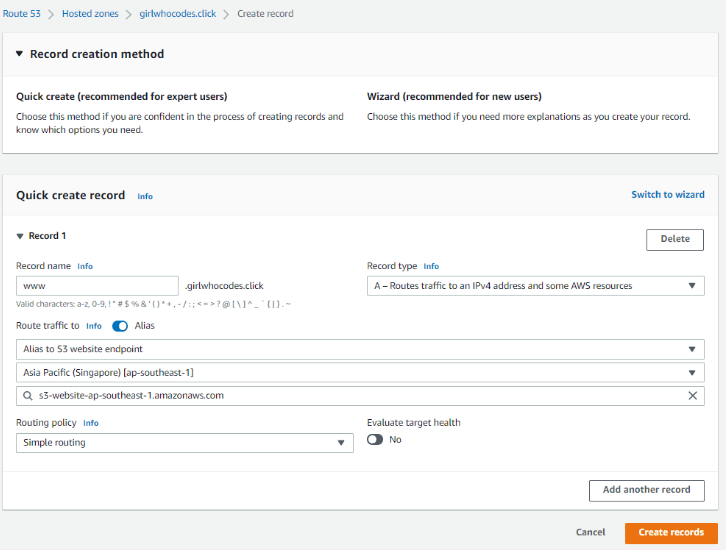 Route 53 > Hosted zones > girlwhocodes.click > Create record
Record creation method
Quick create (recommended for expert users)
Choose this method if you are confident in the process of creating records and
know which options you need.
Wizard (recommended for new users)
Choose this method if you need more explanations as you create your record.
Quick create record Info
Switch to wizard
Record 1
Delete
Record name Info
www
.girlwhocodes.click
Valid characters: a-z, 0-9, ! " # $ % & ' ( ) * + , - / : ; < = > ? @ [ \ ] ^ _ ` { | } . ~
Record type Info
A – Routes traffic to an IPv4 address and some AWS resources
Route traffic to Info Alias
Alias to S3 website endpoint
Asia Pacific (Singapore) [ap-southeast-1]
s3-website-ap-southeast-1.amazonaws.com
Routing policy Info
Simple routing
Evaluate target health
No
Add another record
Cancel
Create records